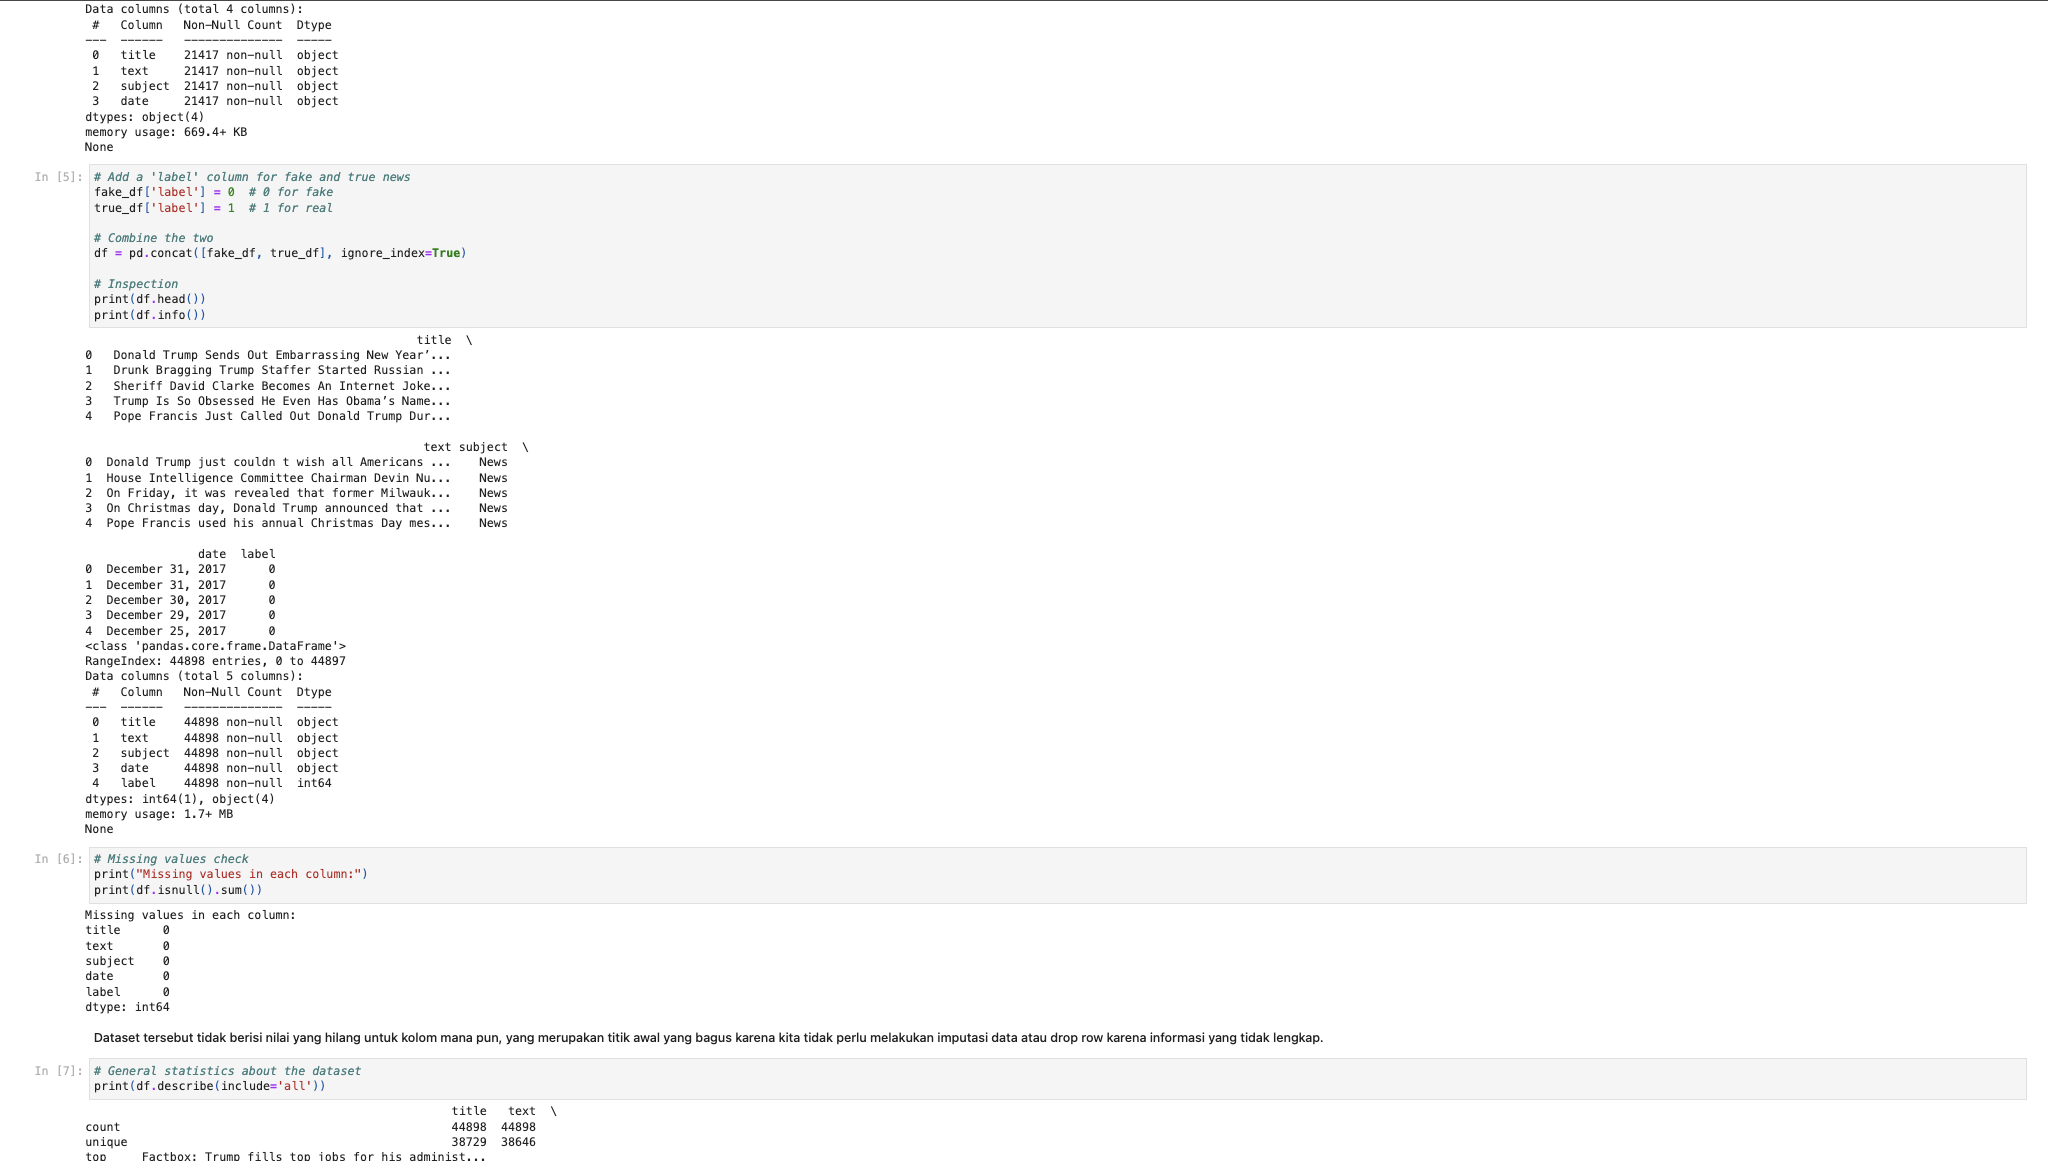 Data columns (total 4 columns):
 #   Column   Non-Null Count  Dtype
---  ------   --------------  -----
 0   title    21417 non-null  object
 1   text     21417 non-null  object
 2   subject  21417 non-null  object
 3   date     21417 non-null  object
dtypes: object(4)
memory usage: 669.4+ KB
None
In [5]:
# Add a 'label' column for fake and true news
fake_df['label'] = 0  # 0 for fake
true_df['label'] = 1  # 1 for real
# Combine the two
df = pd.concat([fake_df, true_df], ignore_index=True)
# Inspection
print(df.head())
print(df.info())
title  \
0   Donald Trump Sends Out Embarrassing New Year’...
1   Drunk Bragging Trump Staffer Started Russian ...
2   Sheriff David Clarke Becomes An Internet Joke...
3   Trump Is So Obsessed He Even Has Obama’s Name...
4   Pope Francis Just Called Out Donald Trump Dur...
text subject  \
0  Donald Trump just couldn t wish all Americans ...    News
1  House Intelligence Committee Chairman Devin Nu...    News
2  On Friday, it was revealed that former Milwauk...    News
3  On Christmas day, Donald Trump announced that ...    News
4  Pope Francis used his annual Christmas Day mes...    News
date  label
0  December 31, 2017      0
1  December 31, 2017      0
2  December 30, 2017      0
3  December 29, 2017      0
4  December 25, 2017      0
<class 'pandas.core.frame.DataFrame'>
RangeIndex: 44898 entries, 0 to 44897
Data columns (total 5 columns):
 #   Column   Non-Null Count  Dtype
---  ------   --------------  -----
 0   title    44898 non-null  object
 1   text     44898 non-null  object
 2   subject  44898 non-null  object
 3   date     44898 non-null  object
 4   label    44898 non-null  int64
dtypes: int64(1), object(4)
memory usage: 1.7+ MB
None
In [6]:
# Missing values check
print("Missing values in each column:")
print(df.isnull().sum())
Missing values in each column:
title      0
text       0
subject    0
date       0
label      0
dtype: int64
Dataset tersebut tidak berisi nilai yang hilang untuk kolom mana pun, yang merupakan titik awal yang bagus karena kita tidak perlu melakukan imputasi data atau drop row karena informasi yang tidak lengkap.
In [7]:
# General statistics about the dataset
print(df.describe(include='all'))
title   text  \
count   44898  44898
unique   38729  38646
top     Factbox: Trump fills top jobs for his administ...